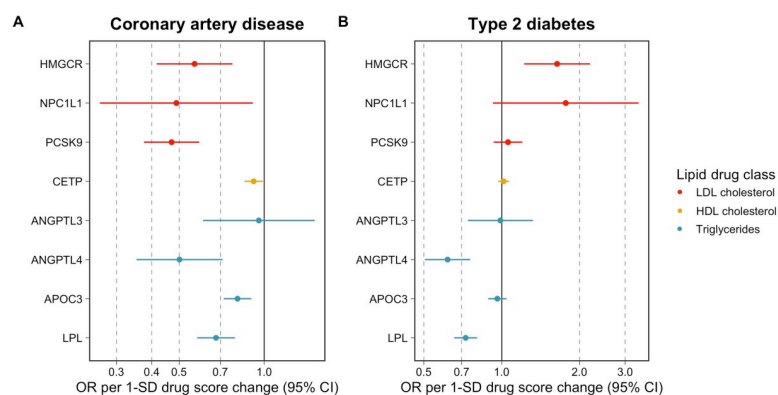 A
Coronary artery disease
HMGCR
NPC1L1
PCSK9
CETP
ANGPTL3
ANGPTL4
APOC3
LPL
0.3 0.4 0.5 0.7 1.0
OR per 1-SD drug score change (95% CI)
B
Type 2 diabetes
HMGCR
NPC1L1
PCSK9
CETP
ANGPTL3
ANGPTL4
APOC3
LPL
0.5 0.7 1.0 2.0 3.0
OR per 1-SD drug score change (95% CI)
Lipid drug class
LDL cholesterol
HDL cholesterol
Triglycerides